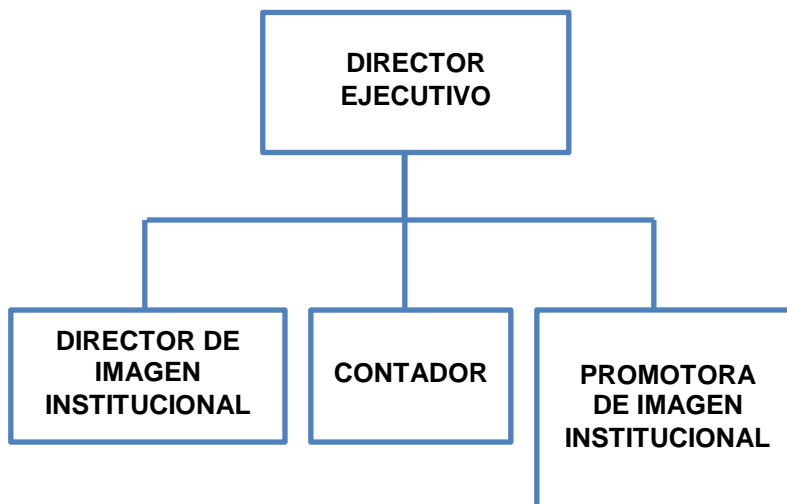 DIRECTOR
EJECUTIVO
DIRECTOR DE
IMAGEN
INSTITUCIONAL
CONTADOR
PROMOTORA
DE IMAGEN
INSTITUCIONAL